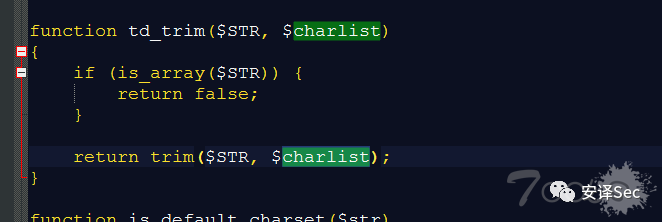 function td_trim($STR, $charlist)
{
    if (is_array($STR)) {
        return false;
    }
    return trim($STR, $charlist);
}
安译Sec
function is_default_charset($str)